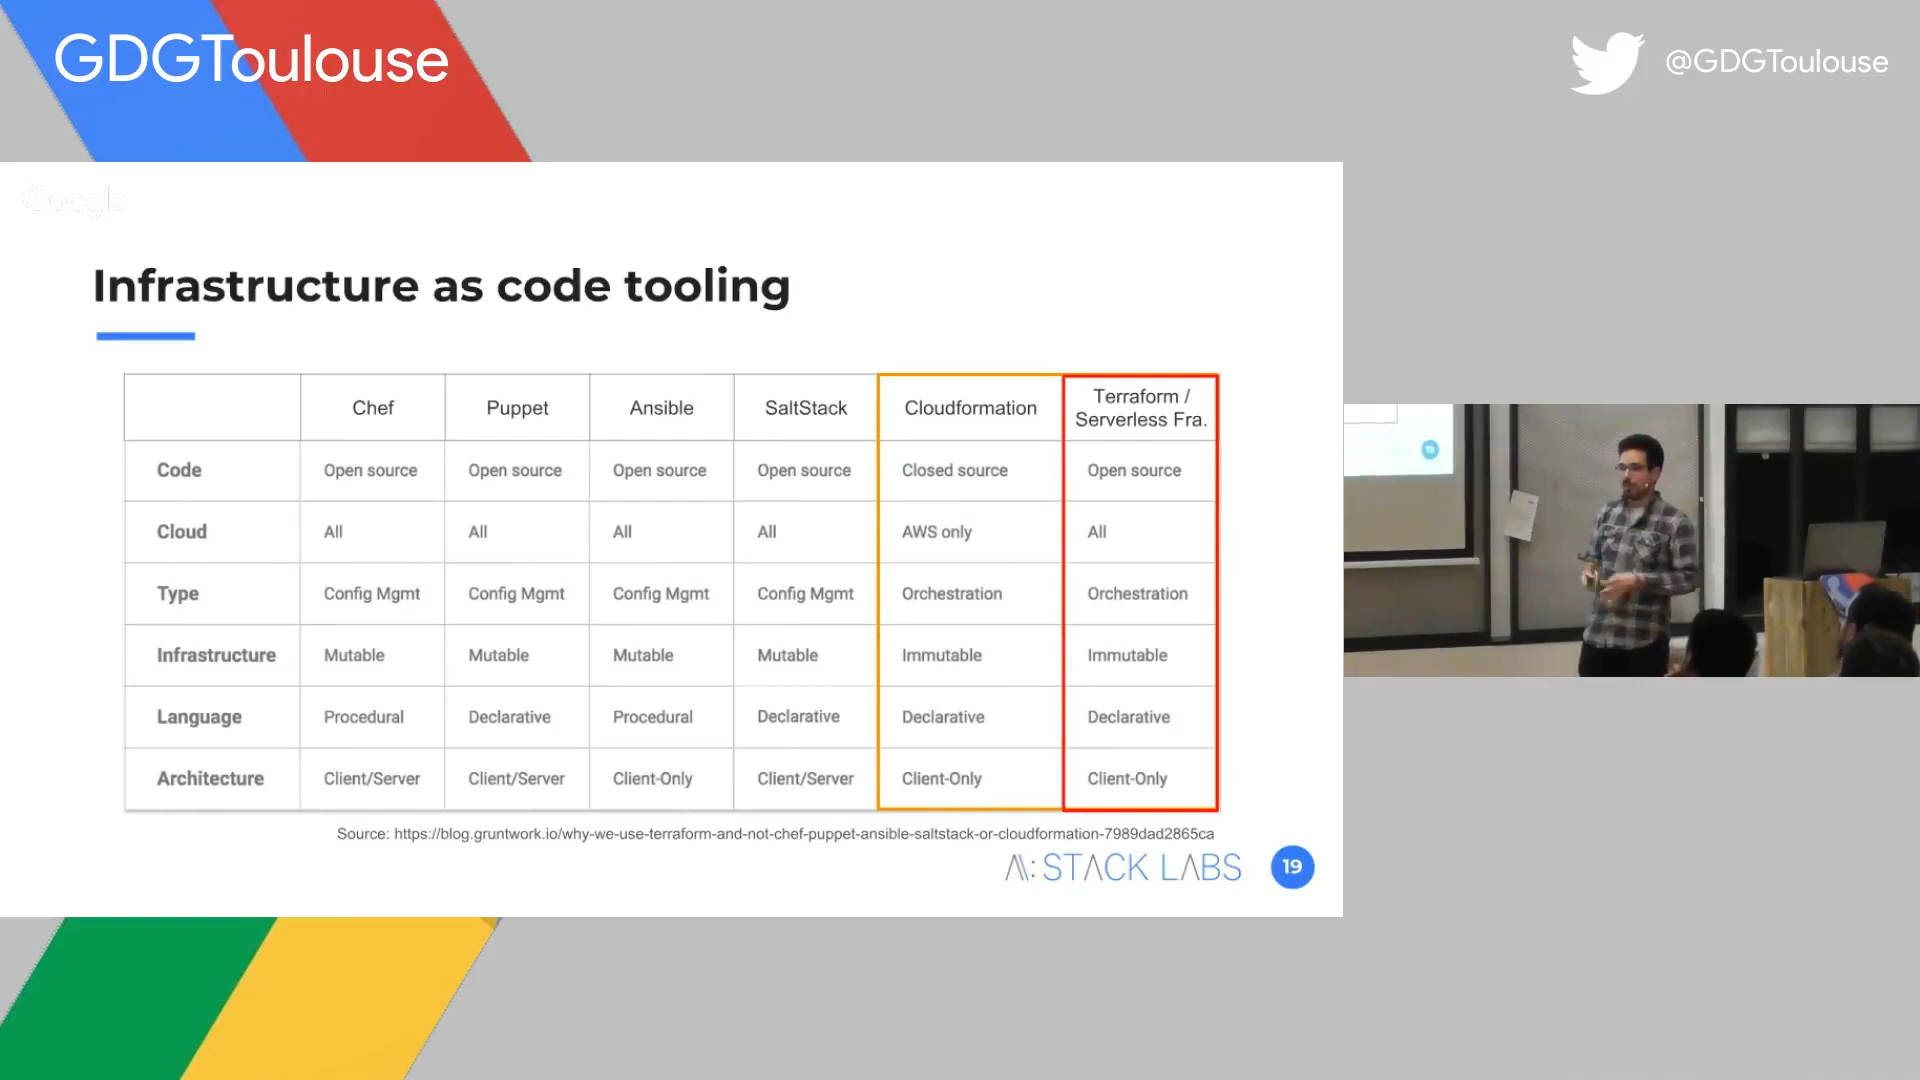 GDGToulouse
@GDGToulouse
Google
Infrastructure as code tooling
Chef Puppet Ansible SaltStack Cloudformation Terraform / Serverless Fra.
Code Open source Open source Open source Open source Closed source Open source
Cloud All All All All AWS only All
Type Config Mgmt Config Mgmt Config Mgmt Config Mgmt Orchestration Orchestration
Infrastructure Mutable Mutable Mutable Mutable Immutable Immutable
Language Procedural Declarative Procedural Declarative Declarative Declarative
Architecture Client/Server Client/Server Client-Only Client/Server Client-Only Client-Only
Source: https://blog.gruntwork.io/why-we-use-terraform-and-not-chef-puppet-ansible-saltstack-or-cloudformation-7989dad2865ca
STACK LABS
19